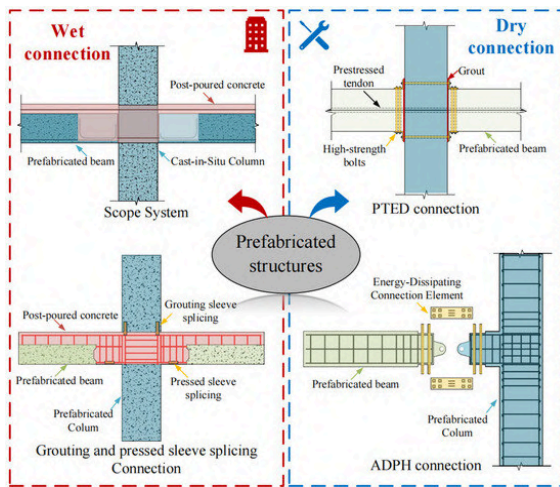 Wet
connection
Dry
connection
Post-poured concrete
Prefabricated beam
Cast-in-Situ Column
Scope System
Prestressed
tendon
Grout
High-strength
bolts
Prefabricated beam
PTED connection
Prefabricated
structures
Post-poured concrete
Grouting sleeve
splicing
Prefabricated
beam
Pressed sleeve
splicing
Prefabricated
Colum
Grouting and pressed sleeve splicing
Connection
Energy-Dissipating
Connection Element
Prefabricated beam
Prefabricated
Colum
ADPH connection